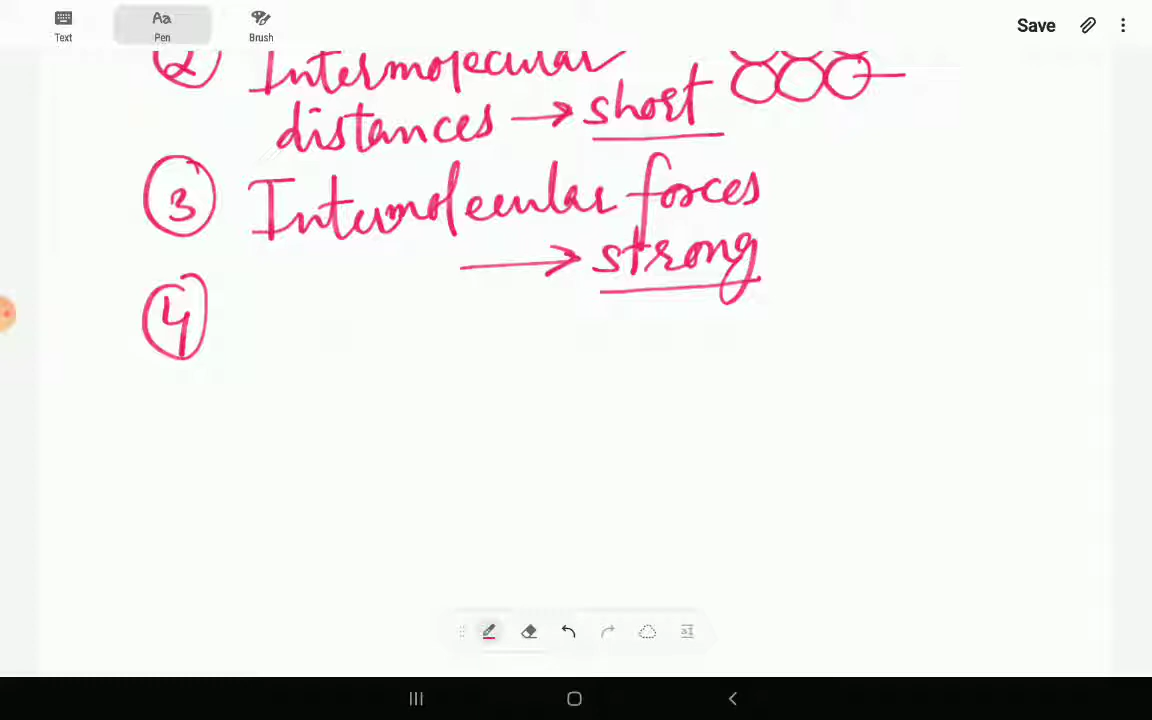 Text
Pen
Brush
Save
2 Intermolecular
distances → short
3 Intermolecular forces
→ strong
4